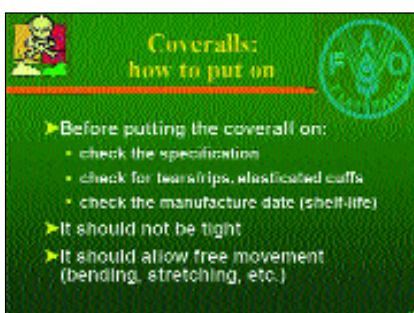 Coveralls:
how to put on
F A O
FIAT PANIS
➤Before putting the coverall on:
• check the specification
• check for tears/rips, elasticated cuffs
• check the manufacture date (shelf-life)
➤It should not be tight
➤It should allow free movement
(bending, stretching, etc.)